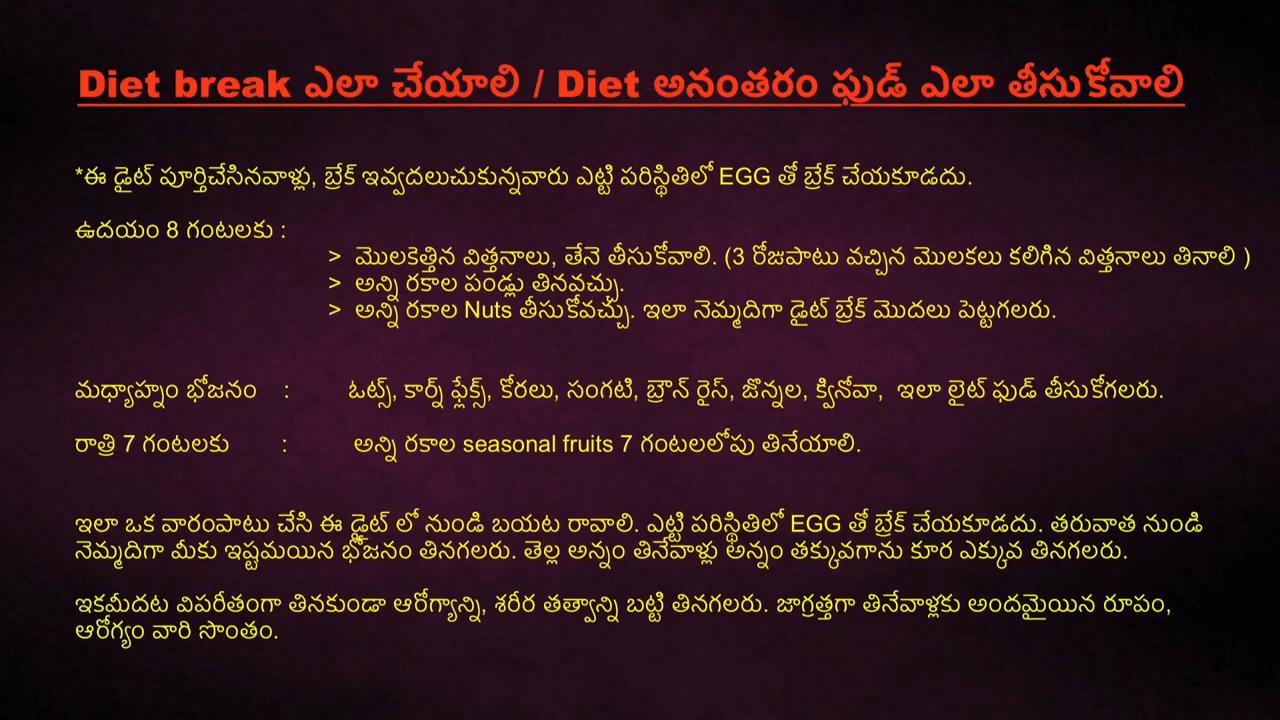 Diet break ఎలా చేయాలి / Diet అనంతరం ఫుడ్ ఎలా తీసుకోవాలి
*ఈ డైట్ పూర్తిచేసినవాళ్లు, బ్రేక్ ఇవ్వదలుచుకున్నవారు ఎట్టి పరిస్థితిలో EGG తో బ్రేక్ చేయకూడదు.
ఉదయం 8 గంటలకు :
> మొలకెత్తిన విత్తనాలు, తేనె తీసుకోవాలి. (3 రోజుపాటు వచ్చిన మొలకలు కలిగిన విత్తనాలు తినాలి )
> అన్ని రకాల పండ్లు తినవచ్చు.
> అన్ని రకాల Nuts తీసుకోవచ్చు. ఇలా నెమ్మదిగా డైట్ బ్రేక్ మొదలు పెట్టగలరు.
మధ్యాహ్నం భోజనం : ఓట్స్, కార్న్ ఫ్లేక్స్, కోరలు, సంగటి, బ్రౌన్ రైస్, జొన్నల, క్వినోవా, ఇలా లైట్ ఫుడ్ తీసుకోగలరు.
రాత్రి 7 గంటలకు : అన్ని రకాల seasonal fruits 7 గంటలలోపు తినేయాలి.
ఇలా ఒక వారంపాటు చేసి ఈ డైట్ లో నుండి బయట రావాలి. ఎట్టి పరిస్థితిలో EGG తో బ్రేక్ చేయకూడదు. తరువాత నుండి
నెమ్మదిగా మీకు ఇష్టమయిన భోజనం తినగలరు. తెల్ల అన్నం తినేవాళ్లు అన్నం తక్కువగాను కూర ఎక్కువ తినగలరు.
ఇకమీదట విపరీతంగా తినకుండా ఆరోగ్యాన్ని, శరీర తత్వాన్ని బట్టి తినగలరు. జాగ్రత్తగా తినేవాళ్లకు అందమైయిన రూపం,
ఆరోగ్యం వారి సొంతం.